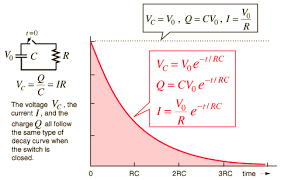 V_C = V_0 , Q = CV_0 , I = V_0/R
t=0
V_0 C R
V_C = Q/C = IR
The voltage V_C , the
current I , and the
charge Q all follow
the same type of
decay curve when
the switch is
closed.
V_C = V_0 e^{-t/RC}
Q = CV_0 e^{-t/RC}
I = V_0/R e^{-t/RC}
0 RC 2RC 3RC time →